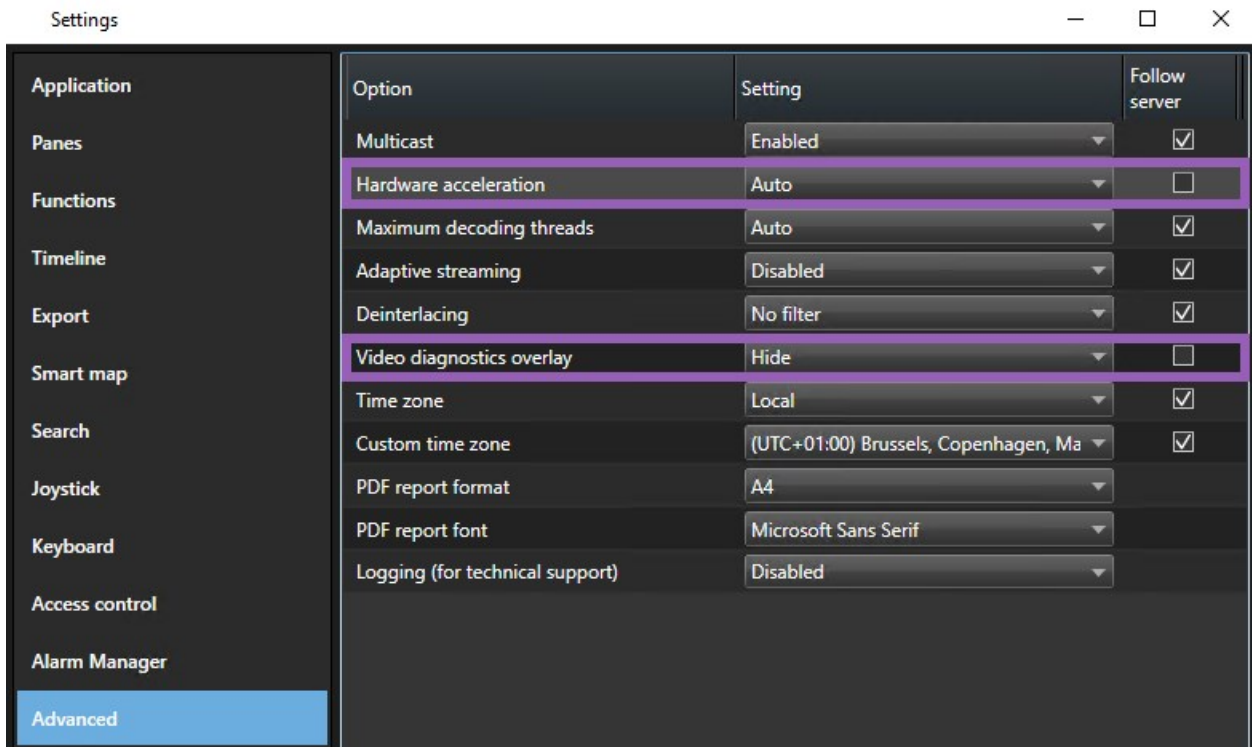 Settings
Application
Panes
Functions
Timeline
Export
Smart map
Search
Joystick
Keyboard
Access control
Alarm Manager
Advanced
Option Setting Follow
server
Multicast Enabled
Hardware acceleration Auto
Maximum decoding threads Auto
Adaptive streaming Disabled
Deinterlacing No filter
Video diagnostics overlay Hide
Time zone Local
Custom time zone (UTC+01:00) Brussels, Copenhagen, Ma
PDF report format A4
PDF report font Microsoft Sans Serif
Logging (for technical support) Disabled